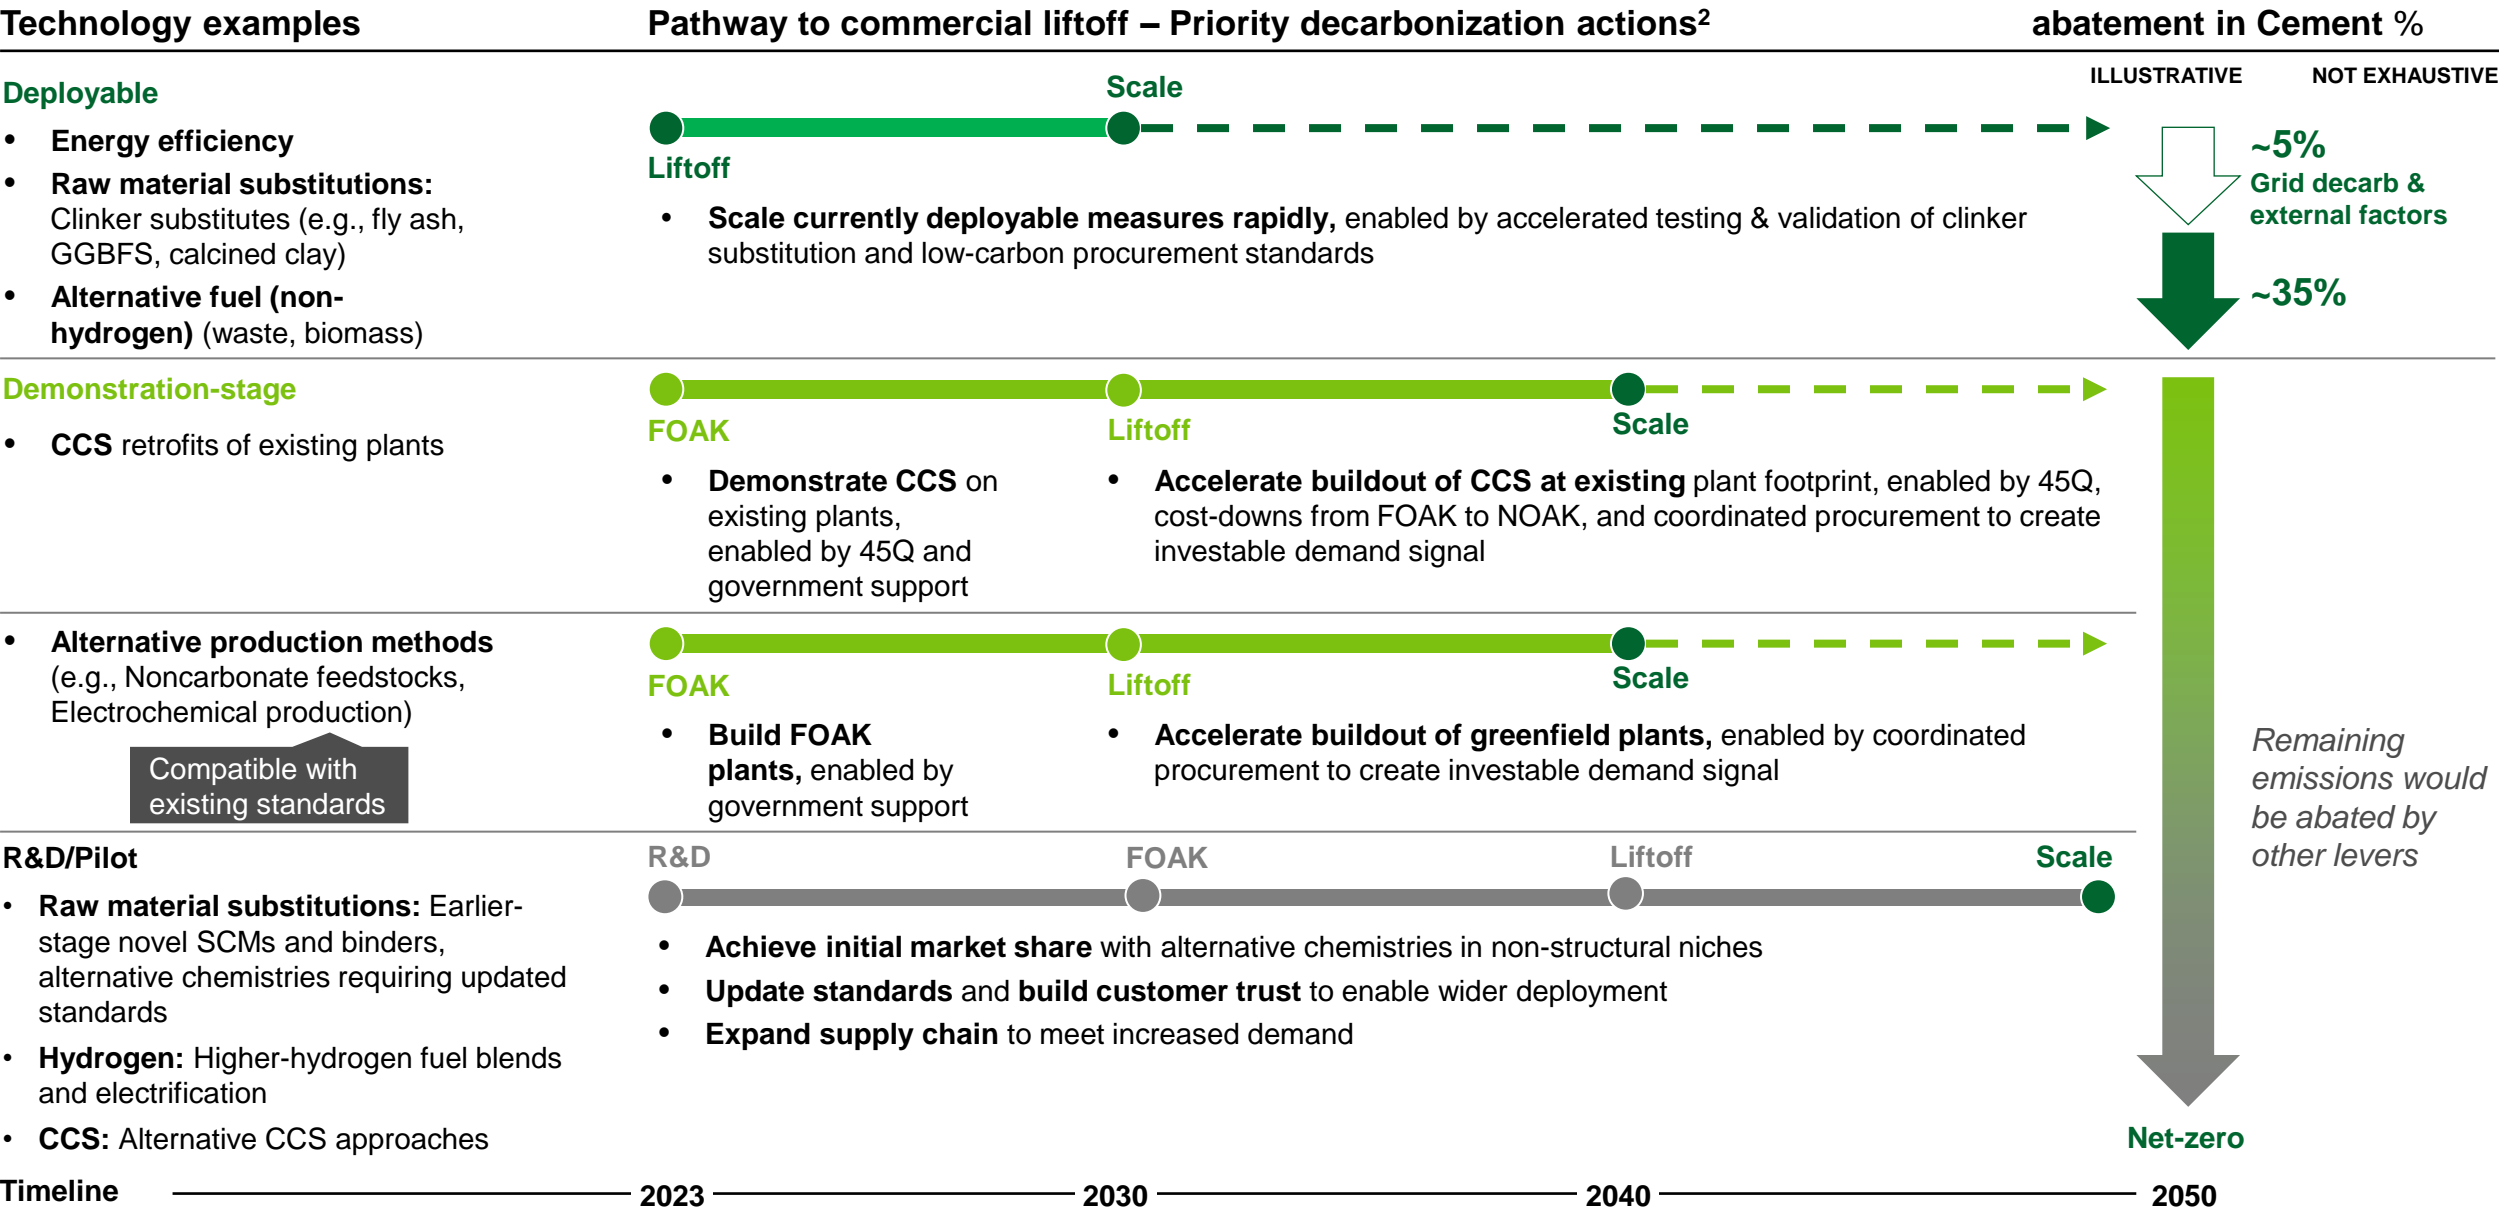 Technology examples
Pathway to commercial liftoff – Priority decarbonization actions²
abatement in Cement %
ILLUSTRATIVE
NOT EXHAUSTIVE
Deployable
• Energy efficiency
• Raw material substitutions:
Clinker substitutes (e.g., fly ash,
GGBFS, calcined clay)
• Alternative fuel (non-
hydrogen) (waste, biomass)
Scale
Liftoff
• Scale currently deployable measures rapidly, enabled by accelerated testing & validation of clinker
substitution and low-carbon procurement standards
~5%
Grid decarb &
external factors
~35%
Demonstration-stage
• CCS retrofits of existing plants
FOAK
Liftoff
Scale
• Demonstrate CCS on
existing plants,
enabled by 45Q and
government support
• Accelerate buildout of CCS at existing plant footprint, enabled by 45Q,
cost-downs from FOAK to NOAK, and coordinated procurement to create
investable demand signal
• Alternative production methods
(e.g., Noncarbonate feedstocks,
Electrochemical production)
Compatible with
existing standards
FOAK
Liftoff
Scale
• Build FOAK
plants, enabled by
government support
• Accelerate buildout of greenfield plants, enabled by coordinated
procurement to create investable demand signal
Remaining
emissions would
be abated by
other levers
R&D/Pilot
• Raw material substitutions: Earlier-
stage novel SCMs and binders,
alternative chemistries requiring updated
standards
• Hydrogen: Higher-hydrogen fuel blends
and electrification
• CCS: Alternative CCS approaches
R&D
FOAK
Liftoff
Scale
• Achieve initial market share with alternative chemistries in non-structural niches
• Update standards and build customer trust to enable wider deployment
• Expand supply chain to meet increased demand
Net-zero
Timeline
2023
2030
2040
2050